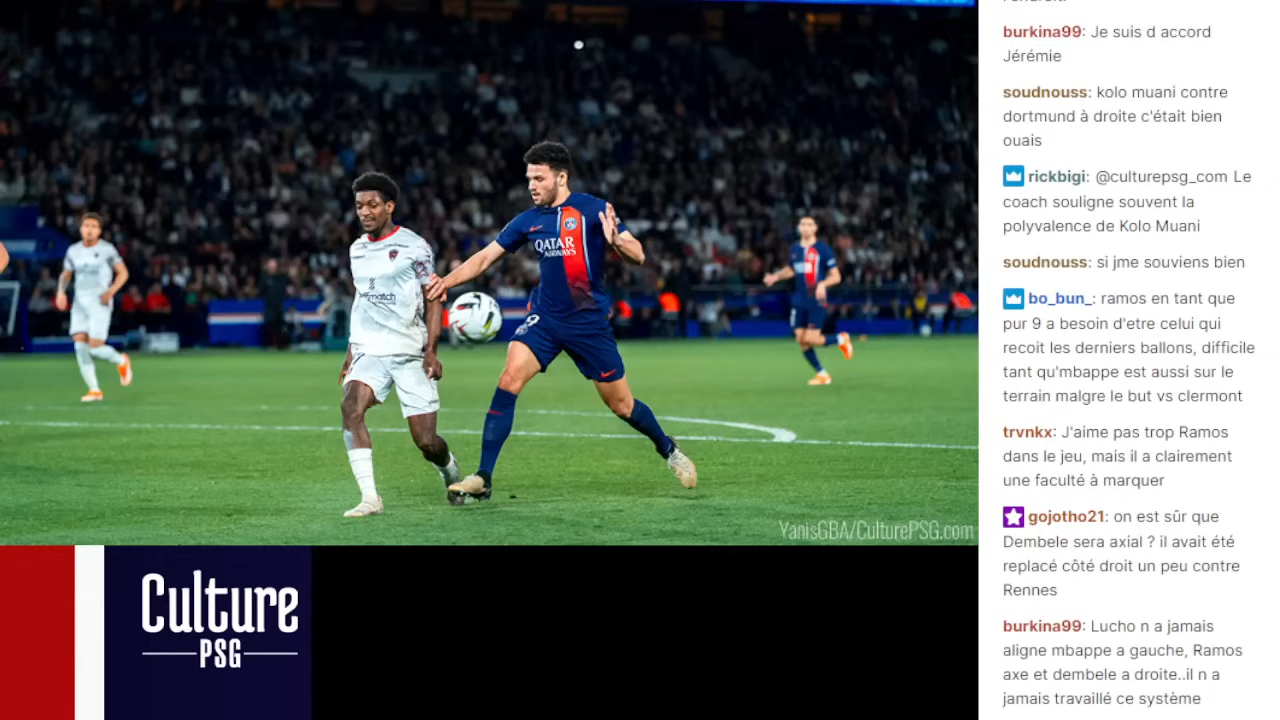 QATAR
AIRWAYS
9
YanisGBA/CulturePSG.com
Culture
PSG
burkina99: Je suis d accord
Jérémie
soudnouss: kolo muani contre
dortmund à droite c'était bien
ouais
rickbigi: @culturepsg_com Le
coach souligne souvent la
polyvalence de Kolo Muani
soudnouss: si jme souviens bien
bo_bun_: ramos en tant que
pur 9 a besoin d'etre celui qui
recoit les derniers ballons, difficile
tant qu'mbappe est aussi sur le
terrain malgre le but vs clermont
trvnkx: J'aime pas trop Ramos
dans le jeu, mais il a clairement
une faculté à marquer
gojotho21: on est sûr que
Dembele sera axial ? il avait été
replacé côté droit un peu contre
Rennes
burkina99: Lucho n a jamais
aligne mbappe a gauche, Ramos
axe et dembele a droite..il n a
jamais travaillé ce système